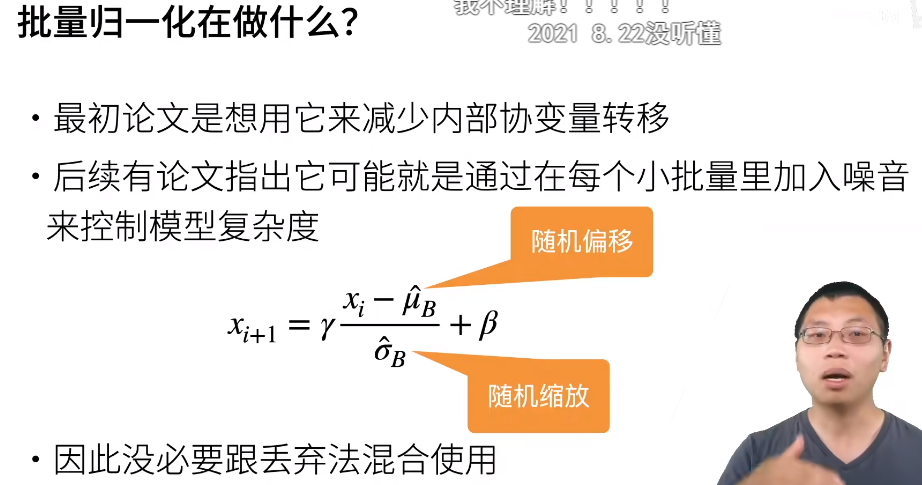 批量归一化在做什么？
我不理解！！！！！
2021 8.22没听懂
• 最初论文是想用它来减少内部协变量转移
• 后续有论文指出它可能就是通过在每个小批量里加入噪音
来控制模型复杂度
随机偏移
x_{i+1} = γ \frac{x_i − \hat{μ}_B}{\hat{σ}_B} + β
随机缩放
• 因此没必要跟丢弃法混合使用